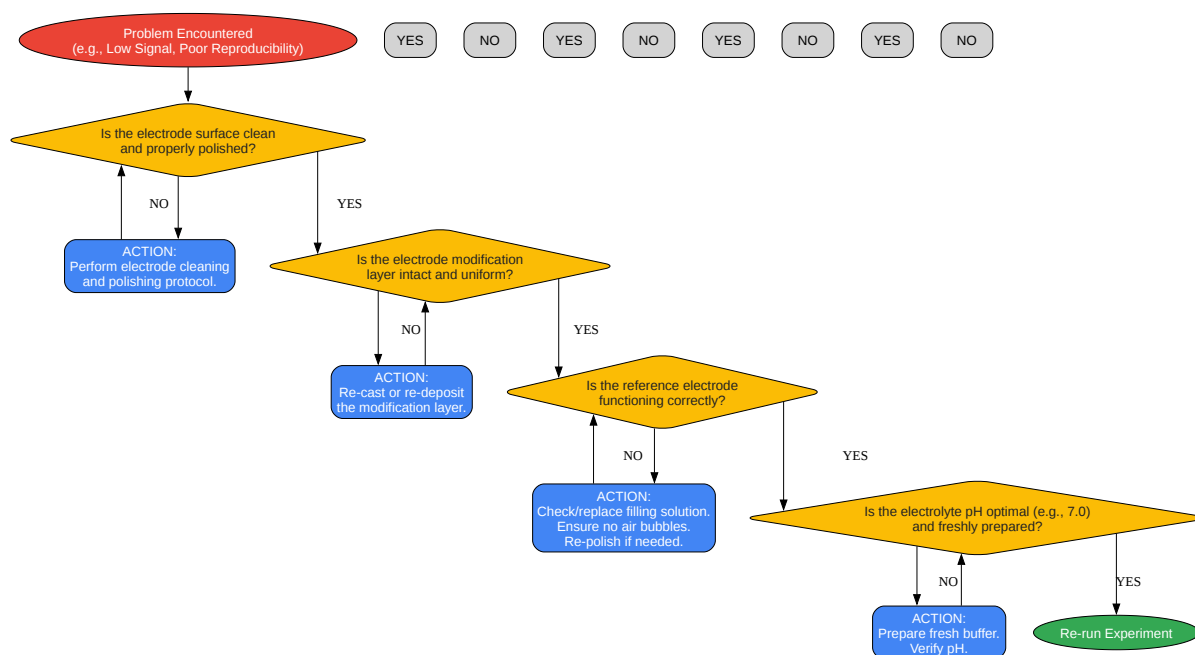 Problem Encountered
(e.g., Low Signal, Poor Reproducibility)
YES
NO
YES
NO
YES
NO
YES
NO
Is the electrode surface clean
and properly polished?
NO
YES
ACTION:
Perform electrode cleaning
and polishing protocol.
Is the electrode modification
layer intact and uniform?
NO
YES
ACTION:
Re-cast or re-deposit
the modification layer.
Is the reference electrode
functioning correctly?
NO
YES
ACTION:
Check/replace filling solution.
Ensure no air bubbles.
Re-polish if needed.
Is the electrolyte pH optimal (e.g., 7.0)
and freshly prepared?
NO
YES
ACTION:
Prepare fresh buffer.
Verify pH.
Re-run Experiment